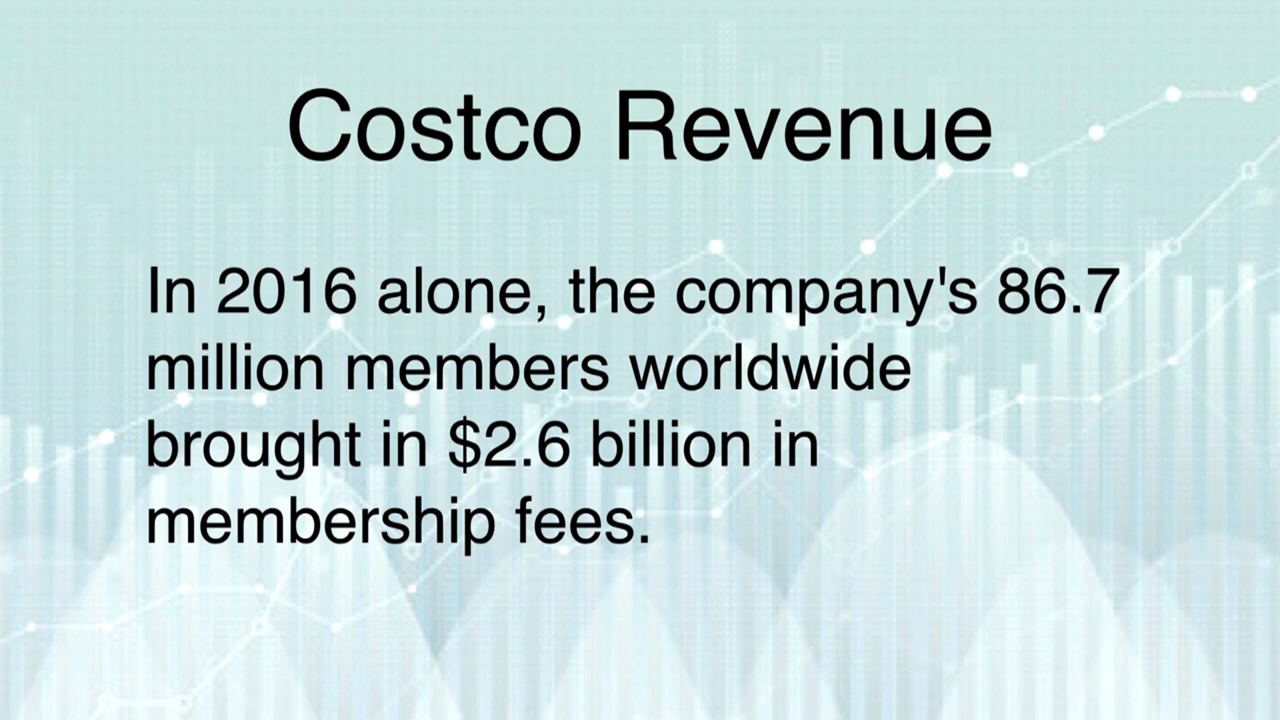 Costco Revenue
In 2016 alone, the company's 86.7
million members worldwide
brought in $2.6 billion in
membership fees.